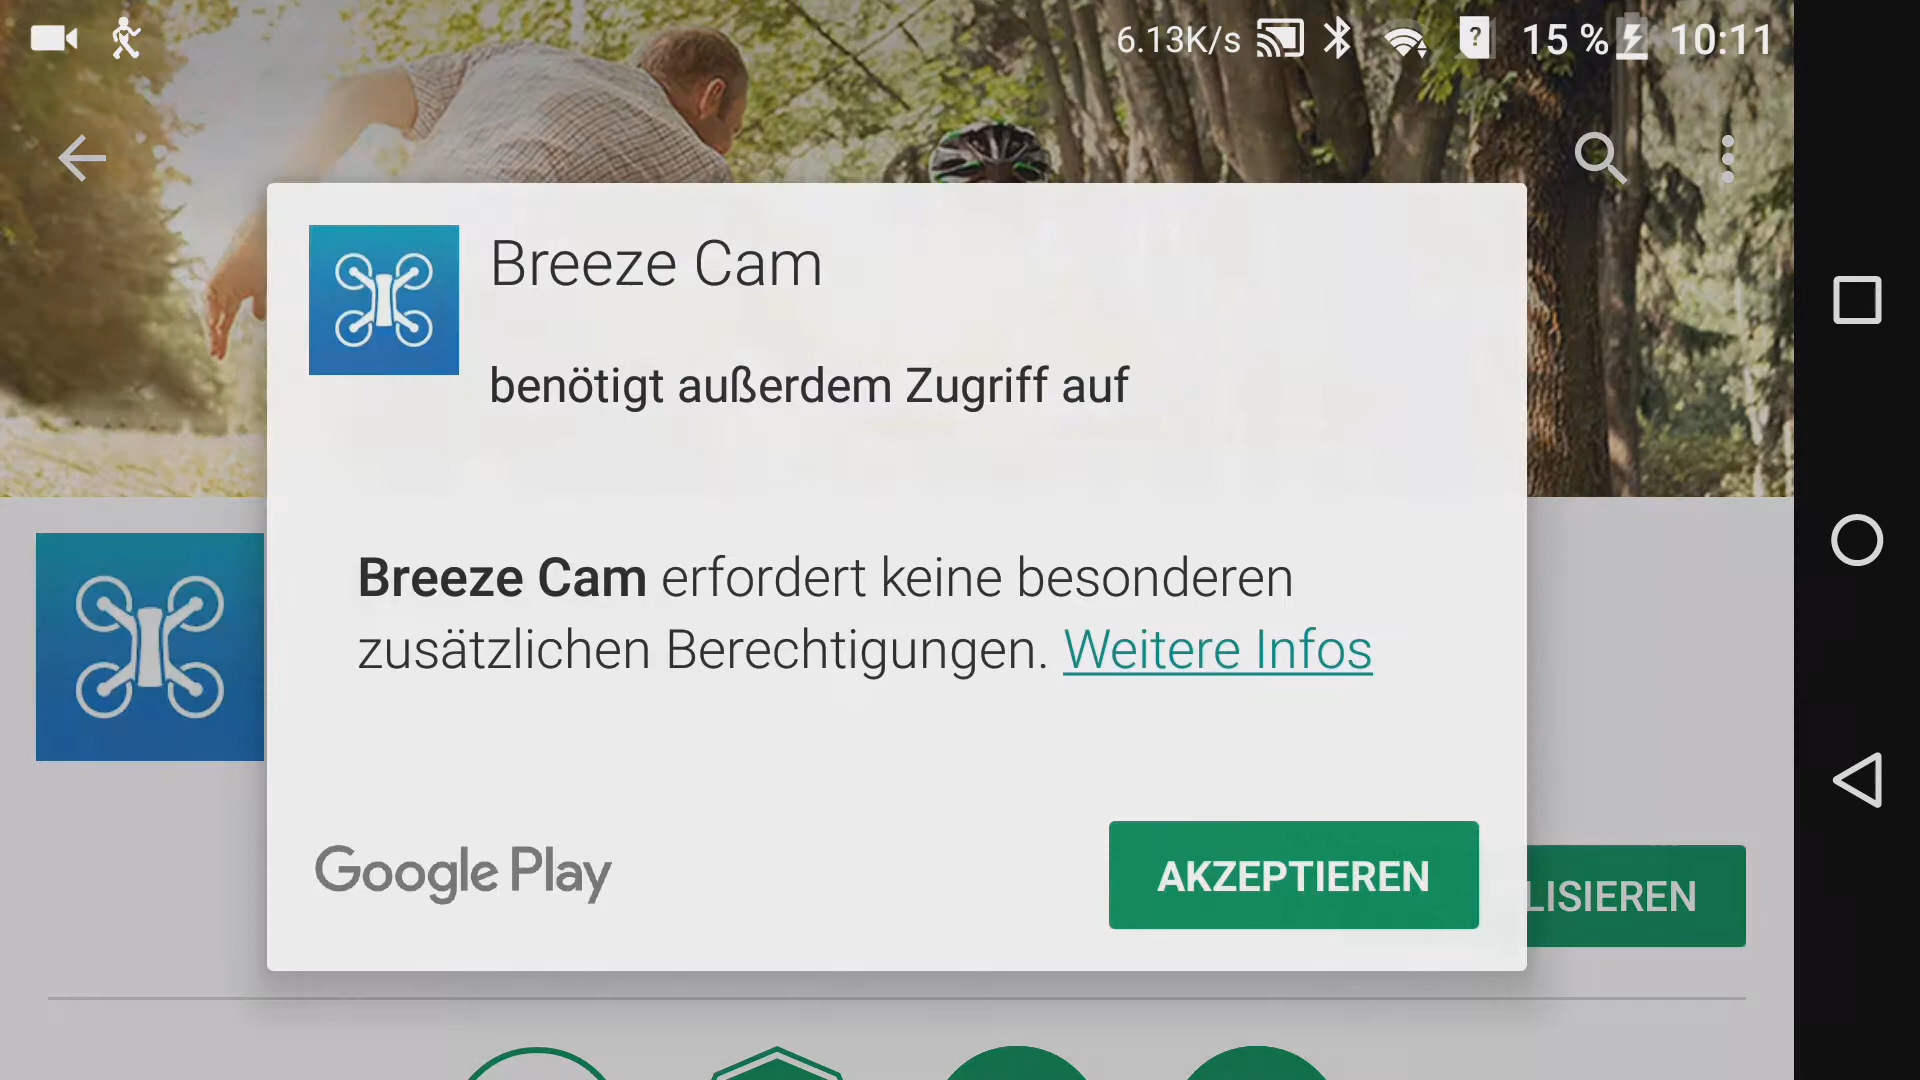 6.13K/s 15 % 10:11
Breeze Cam
benötigt außerdem Zugriff auf
Breeze Cam erfordert keine besonderen
zusätzlichen Berechtigungen. Weitere Infos
Google Play
AKZEPTIEREN
LISIEREN